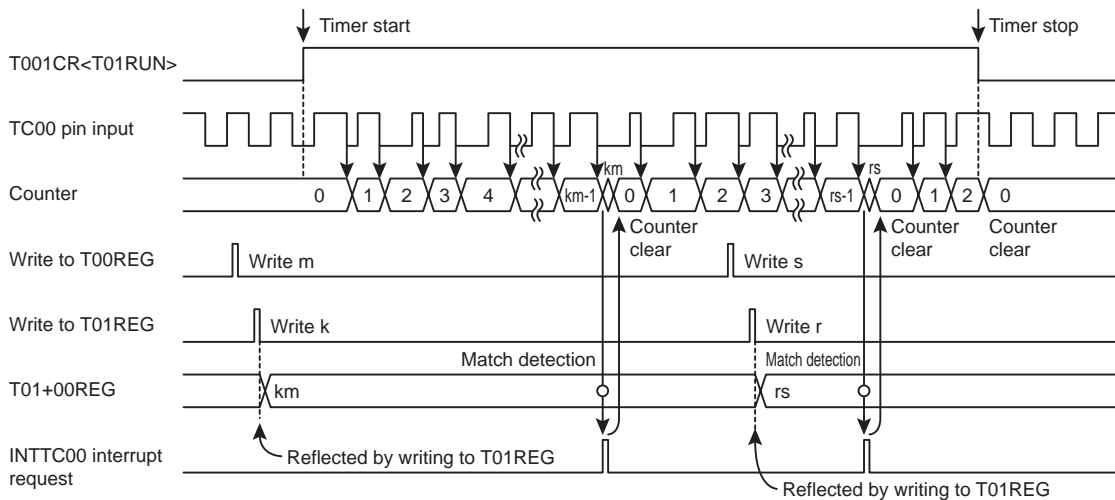 Timer start
Timer stop
T001CR<T01RUN>
TC00 pin input
km
rs
Counter
0 1 2 3 4 km-1 0 1 2 3 rs-1 0 1 2 0
Counter clear
Counter clear
Counter clear
Write to T00REG
Write m
Write s
Write to T01REG
Write k
Write r
Match detection
Match detection
T01+00REG
km
rs
INTTC00 interrupt
request
Reflected by writing to T01REG
Reflected by writing to T01REG